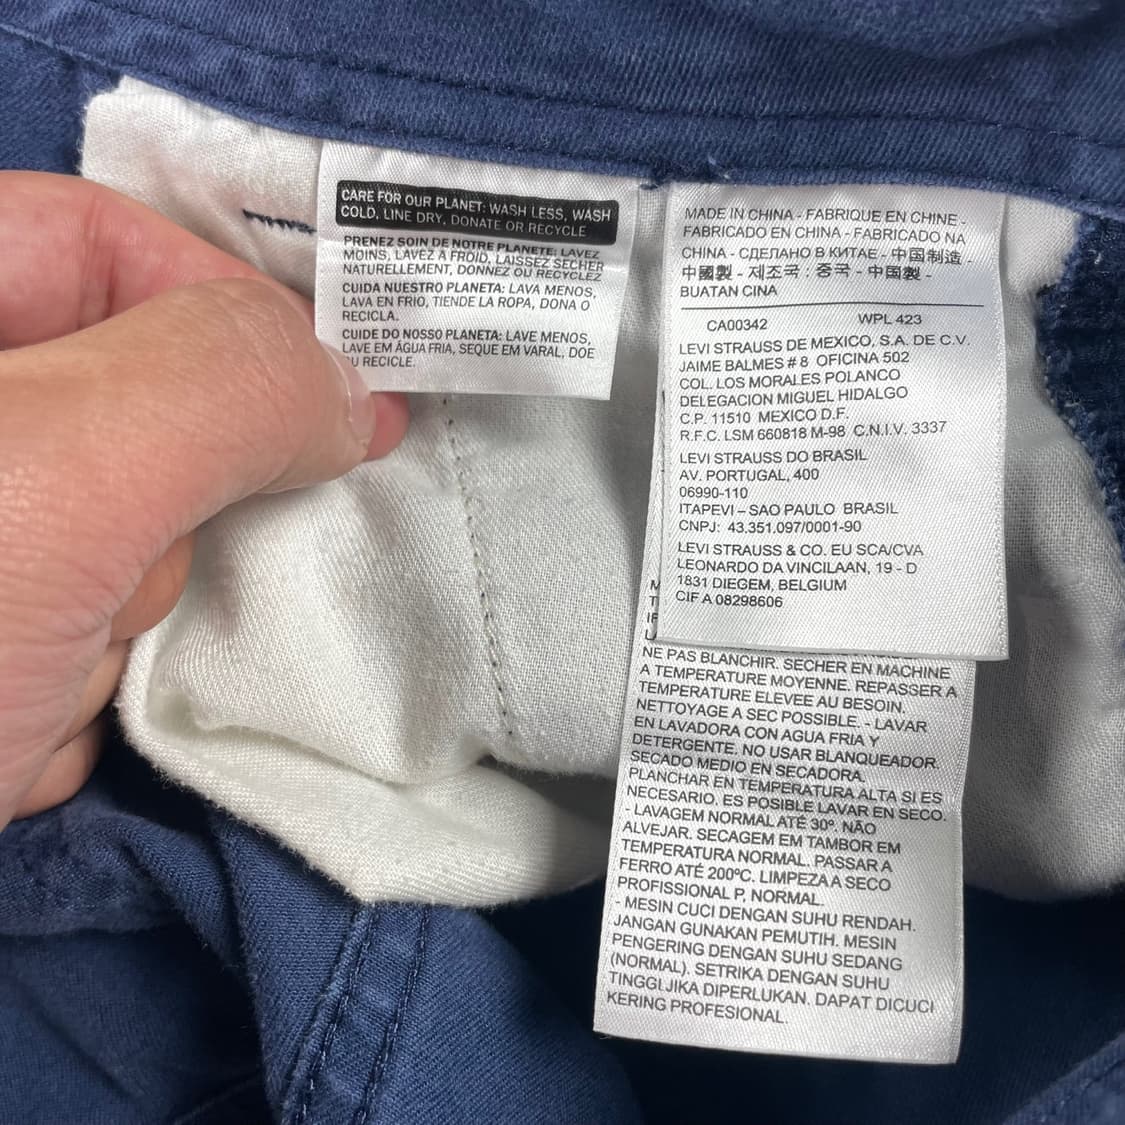 CARE FOR OUR PLANET: WASH LESS, WASH
COLD, LINE DRY, DONATE OR RECYCLE
PRENEZ SOIN DE NOTRE PLANETE: LAVEZ
MOINS, LAVEZ A FROID, LAISSEZ SECHER
NATURELLEMENT, DONNEZ OU RECYCLEZ
CUIDA NUESTRO PLANETA: LAVA MENOS,
LAVA EN FRIO, TIENDE LA ROPA, DONA O
RECICLA.
CUIDE DO NOSSO PLANETA: LAVE MENOS,
LAVE EM ÁGUA FRIA, SEQUE EM VARAL, DOE
U RECICLE.
MADE IN CHINA - FABRIQUE EN CHINE -
FABRICADO EN CHINA - FABRICADO NA
CHINA - СДЕЛАНО В КИТАЕ - 中国制造 -
中國製 - 제조국 : 중국 - 中国製 -
BUATAN CINA
CA00342 WPL 423
LEVI STRAUSS DE MEXICO, S.A. DE C.V.
JAIME BALMES # 8 OFICINA 502
COL. LOS MORALES POLANCO
DELEGACION MIGUEL HIDALGO
C.P. 11510 MEXICO D.F.
R.F.C. LSM 660818 M-98 C.N.I.V. 3337
LEVI STRAUSS DO BRASIL
AV. PORTUGAL, 400
06990-110
ITAPEVI – SAO PAULO BRASIL
CNPJ: 43.351.097/0001-90
LEVI STRAUSS & CO. EU SCA/CVA
LEONARDO DA VINCILAAN, 19 - D
1831 DIEGEM, BELGIUM
CIF A 08298606
NE PAS BLANCHIR. SECHER EN MACHINE
A TEMPERATURE MOYENNE. REPASSER A
TEMPERATURE ELEVEE AU BESOIN.
NETTOYAGE A SEC POSSIBLE. - LAVAR
EN LAVADORA CON AGUA FRIA Y
DETERGENTE. NO USAR BLANQUEADOR.
SECADO MEDIO EN SECADORA.
PLANCHAR EN TEMPERATURA ALTA SI ES
NECESARIO. ES POSIBLE LAVAR EN SECO.
- LAVAGEM NORMAL ATÉ 30º. NÃO
ALVEJAR. SECAGEM EM TAMBOR EM
TEMPERATURA NORMAL. PASSAR A
FERRO ATÉ 200ºC. LIMPEZA A SECO
PROFISSIONAL P, NORMAL.
- MESIN CUCI DENGAN SUHU RENDAH.
JANGAN GUNAKAN PEMUTIH. MESIN
PENGERING DENGAN SUHU SEDANG
(NORMAL). SETRIKA DENGAN SUHU
TINGGI JIKA DIPERLUKAN. DAPAT DICUCI
KERING PROFESIONAL.